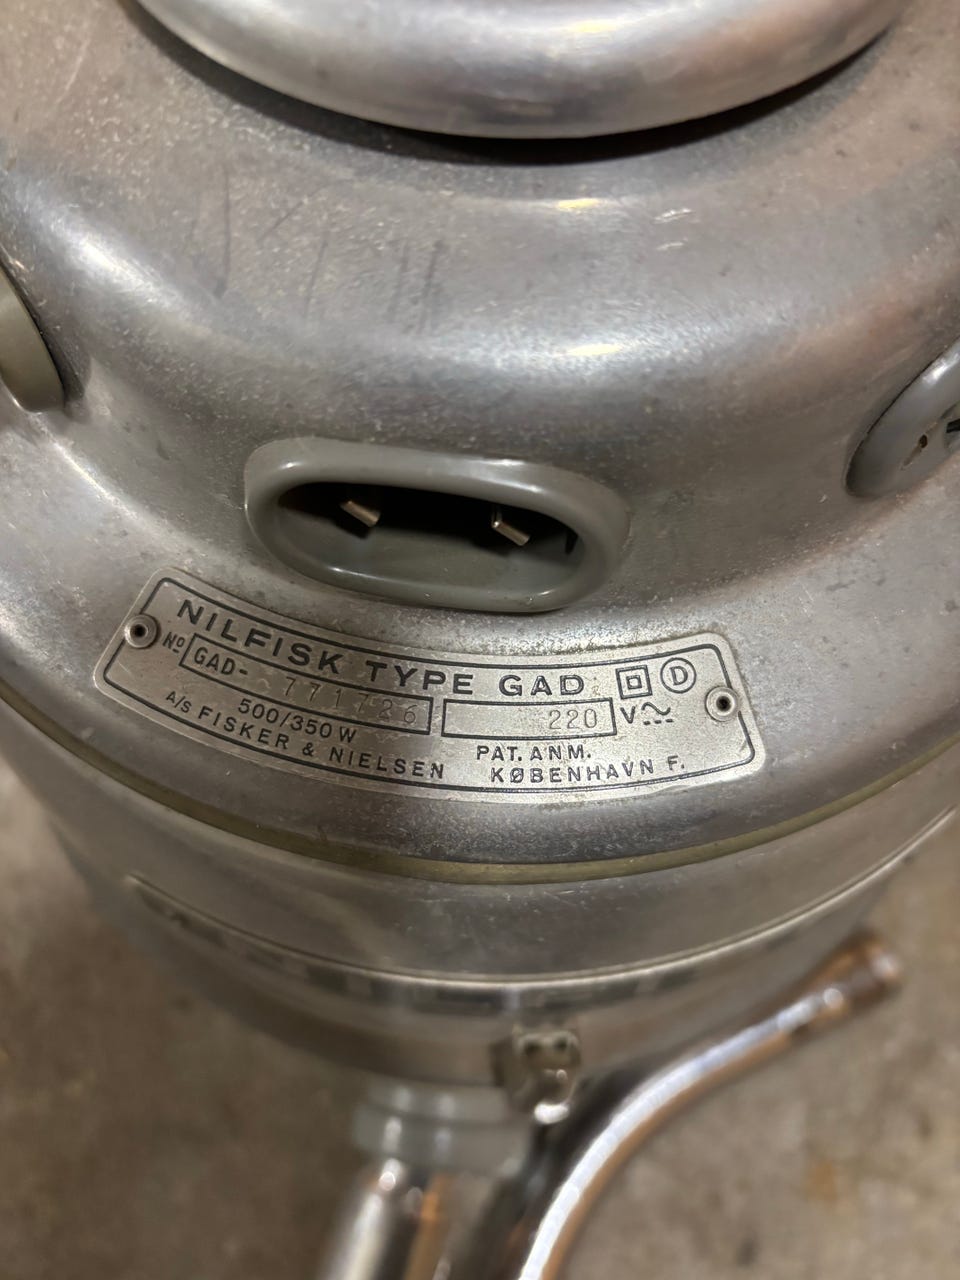 NILFISK TYPE GAD D
Nº GAD- 771726 220 V
500/350 W PAT. ANM.
A/S FISKER & NIELSEN KØBENHAVN F.